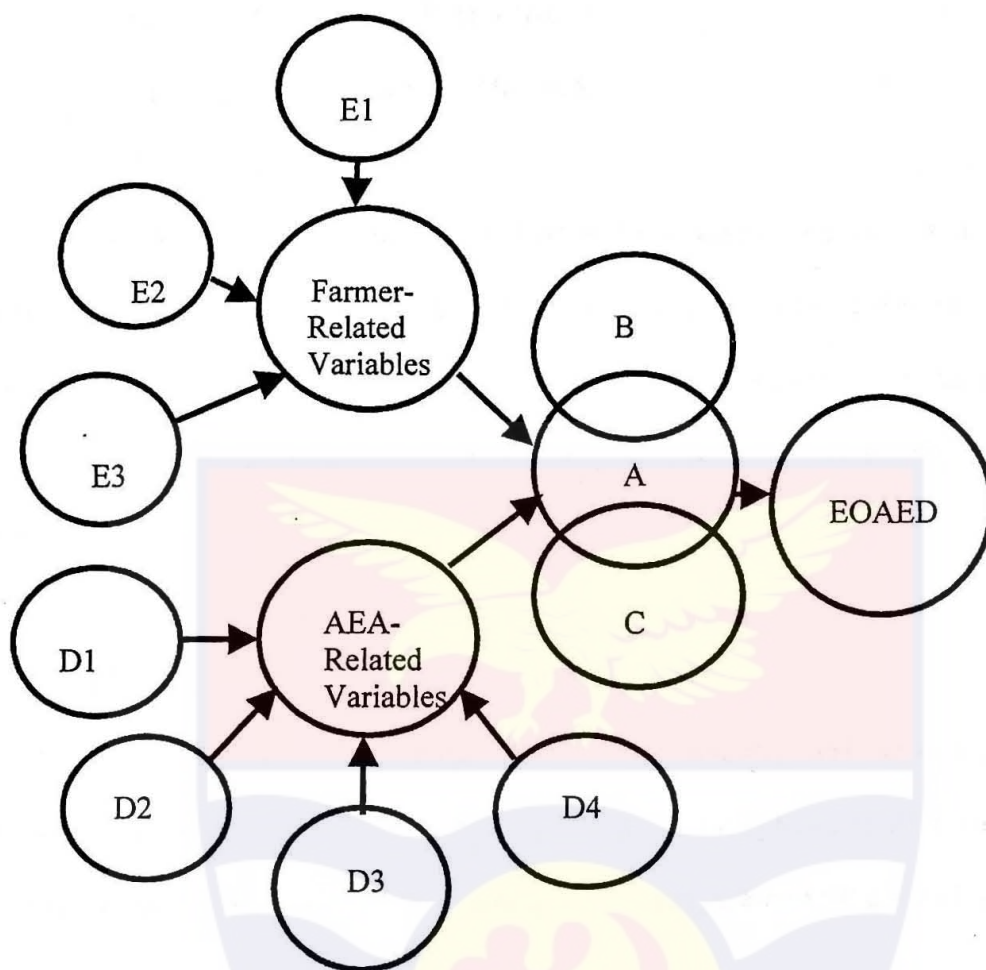 E1
E2
Farmer-
Related
Variables
B
E3
A
EOAED
D1
AEA-
Related
Variables
C
D2
D3
D4